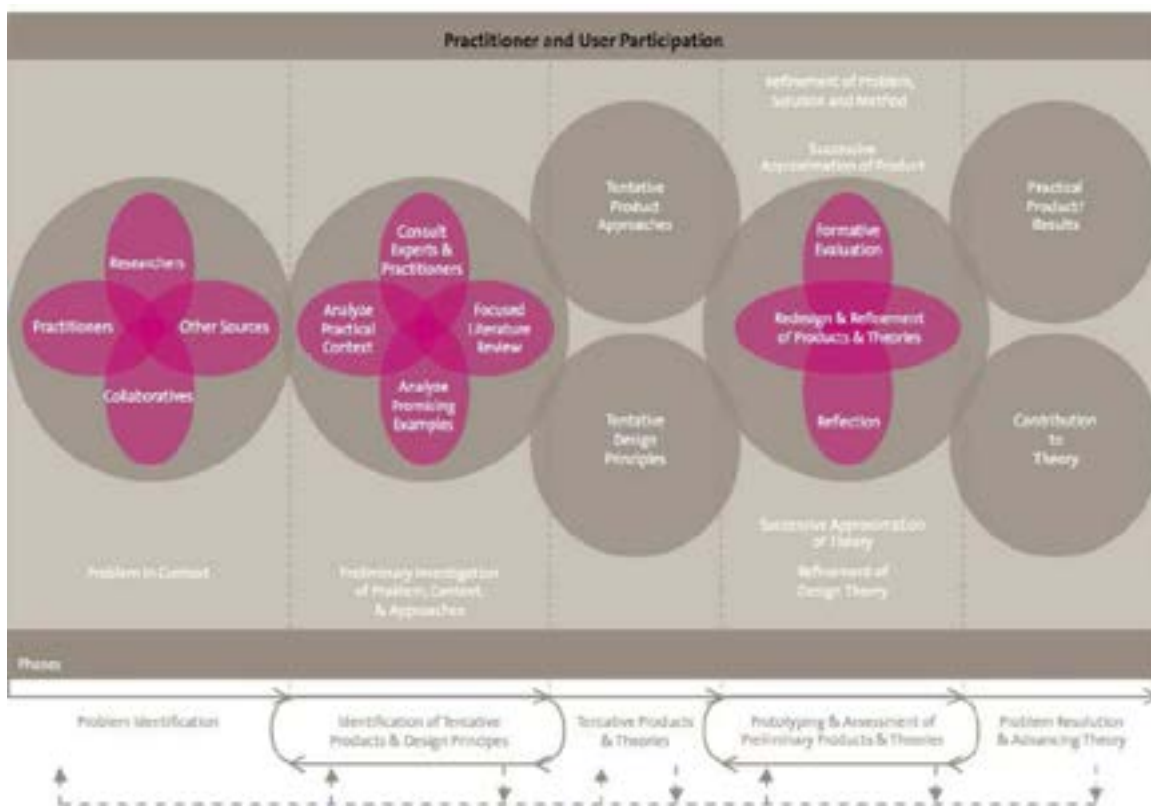 Practitioner and User Participation
Researchers
Practitioners
Other Sources
Collaboratives
Problem in Context
Consult
Experts &
Practitioners
Analyze
Practical
Context
Focused
Literature
Review
Analyse
Promising
Examples
Preliminary Investigation
of Problem, Context,
& Approaches
Tentative
Product
Approaches
Tentative
Design
Principles
Refinement of Problem,
Solution and Method
Successive
Approximation of Product
Formative
Evaluation
Redesign & Refinement
of Products & Theories
Reflection
Successive Approximation
of Theory
Refinement of
Design Theory
Practical
Product/
Results
Contribution
to
Theory
Phases
Problem Identification
Identification of Tentative
Products & Design Principes
Tentative Products
& Theories
Prototyping & Assessment of
Preliminary Products & Theories
Problem Resolution
& Advancing Theory